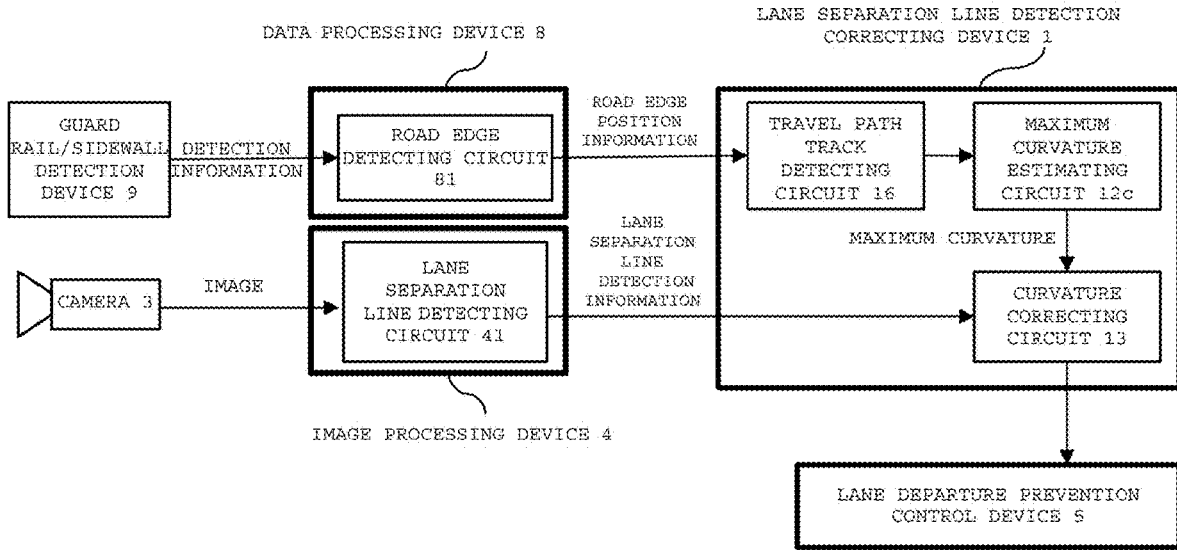 DATA PROCESSING DEVICE 8
LANE SEPARATION LINE DETECTION
CORRECTING DEVICE 1
GUARD
RAIL/SIDEWALL
DETECTION
DEVICE 9
DETECTION
INFORMATION
ROAD EDGE
DETECTING CIRCUIT
81
ROAD EDGE
POSITION
INFORMATION
TRAVEL PATH
TRACK
DETECTING
CIRCUIT 16
MAXIMUM
CURVATURE
ESTIMATING
CIRCUIT 12c
MAXIMUM CURVATURE
CAMERA 3
IMAGE
LANE
SEPARATION
LINE DETECTING
CIRCUIT 41
LANE
SEPARATION
LINE
DETECTION
INFORMATION
CURVATURE
CORRECTING
CIRCUIT 13
IMAGE PROCESSING DEVICE 4
LANE DEPARTURE PREVENTION
CONTROL DEVICE 5